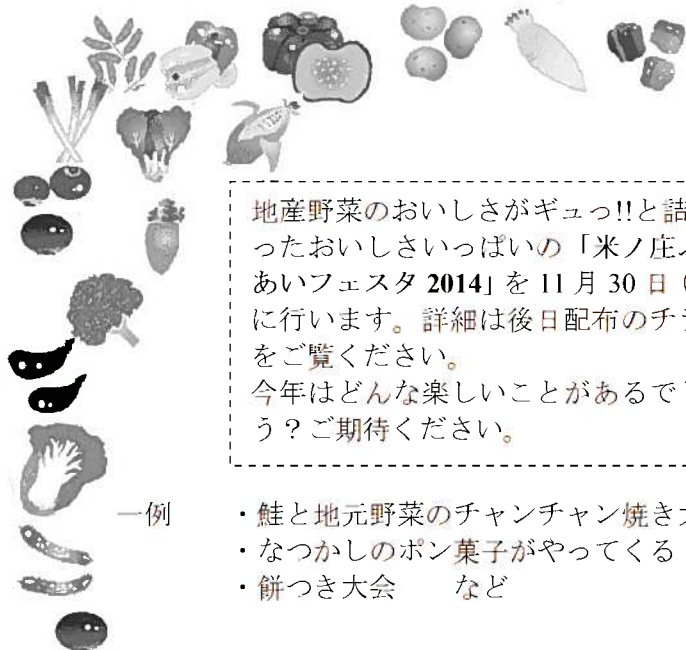 地産野菜のおいしさがギュっ!!と詰
ったおいしさいっぱいの「米ノ庄ふ
あいフェスタ 2014」を 11 月 30 日（
に行います。詳細は後日配布のチラ
をご覧ください。
今年はどんな楽しいことがあるで
う？ご期待ください。
一例 ・鮭と地元野菜のチャンチャン焼き
・なつかしのポン菓子がやってくる
・餅つき大会 など